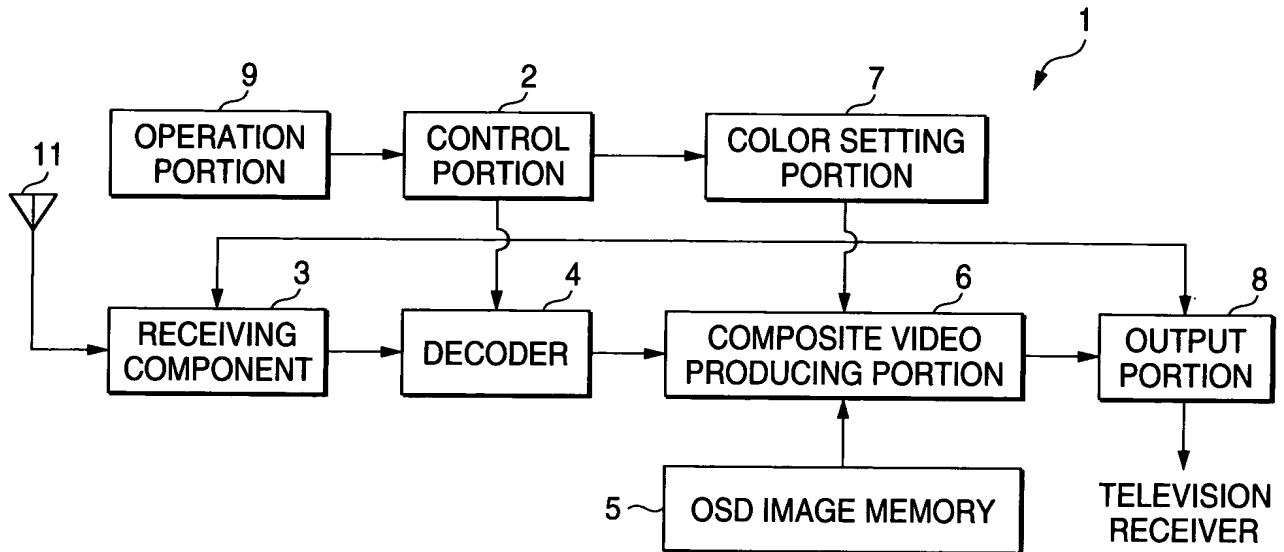 1
9
2
7
OPERATION
PORTION
CONTROL
PORTION
COLOR SETTING
PORTION
11
3
4
6
8
RECEIVING
COMPONENT
DECODER
COMPOSITE VIDEO
PRODUCING PORTION
OUTPUT
PORTION
5
OSD IMAGE MEMORY
TELEVISION
RECEIVER